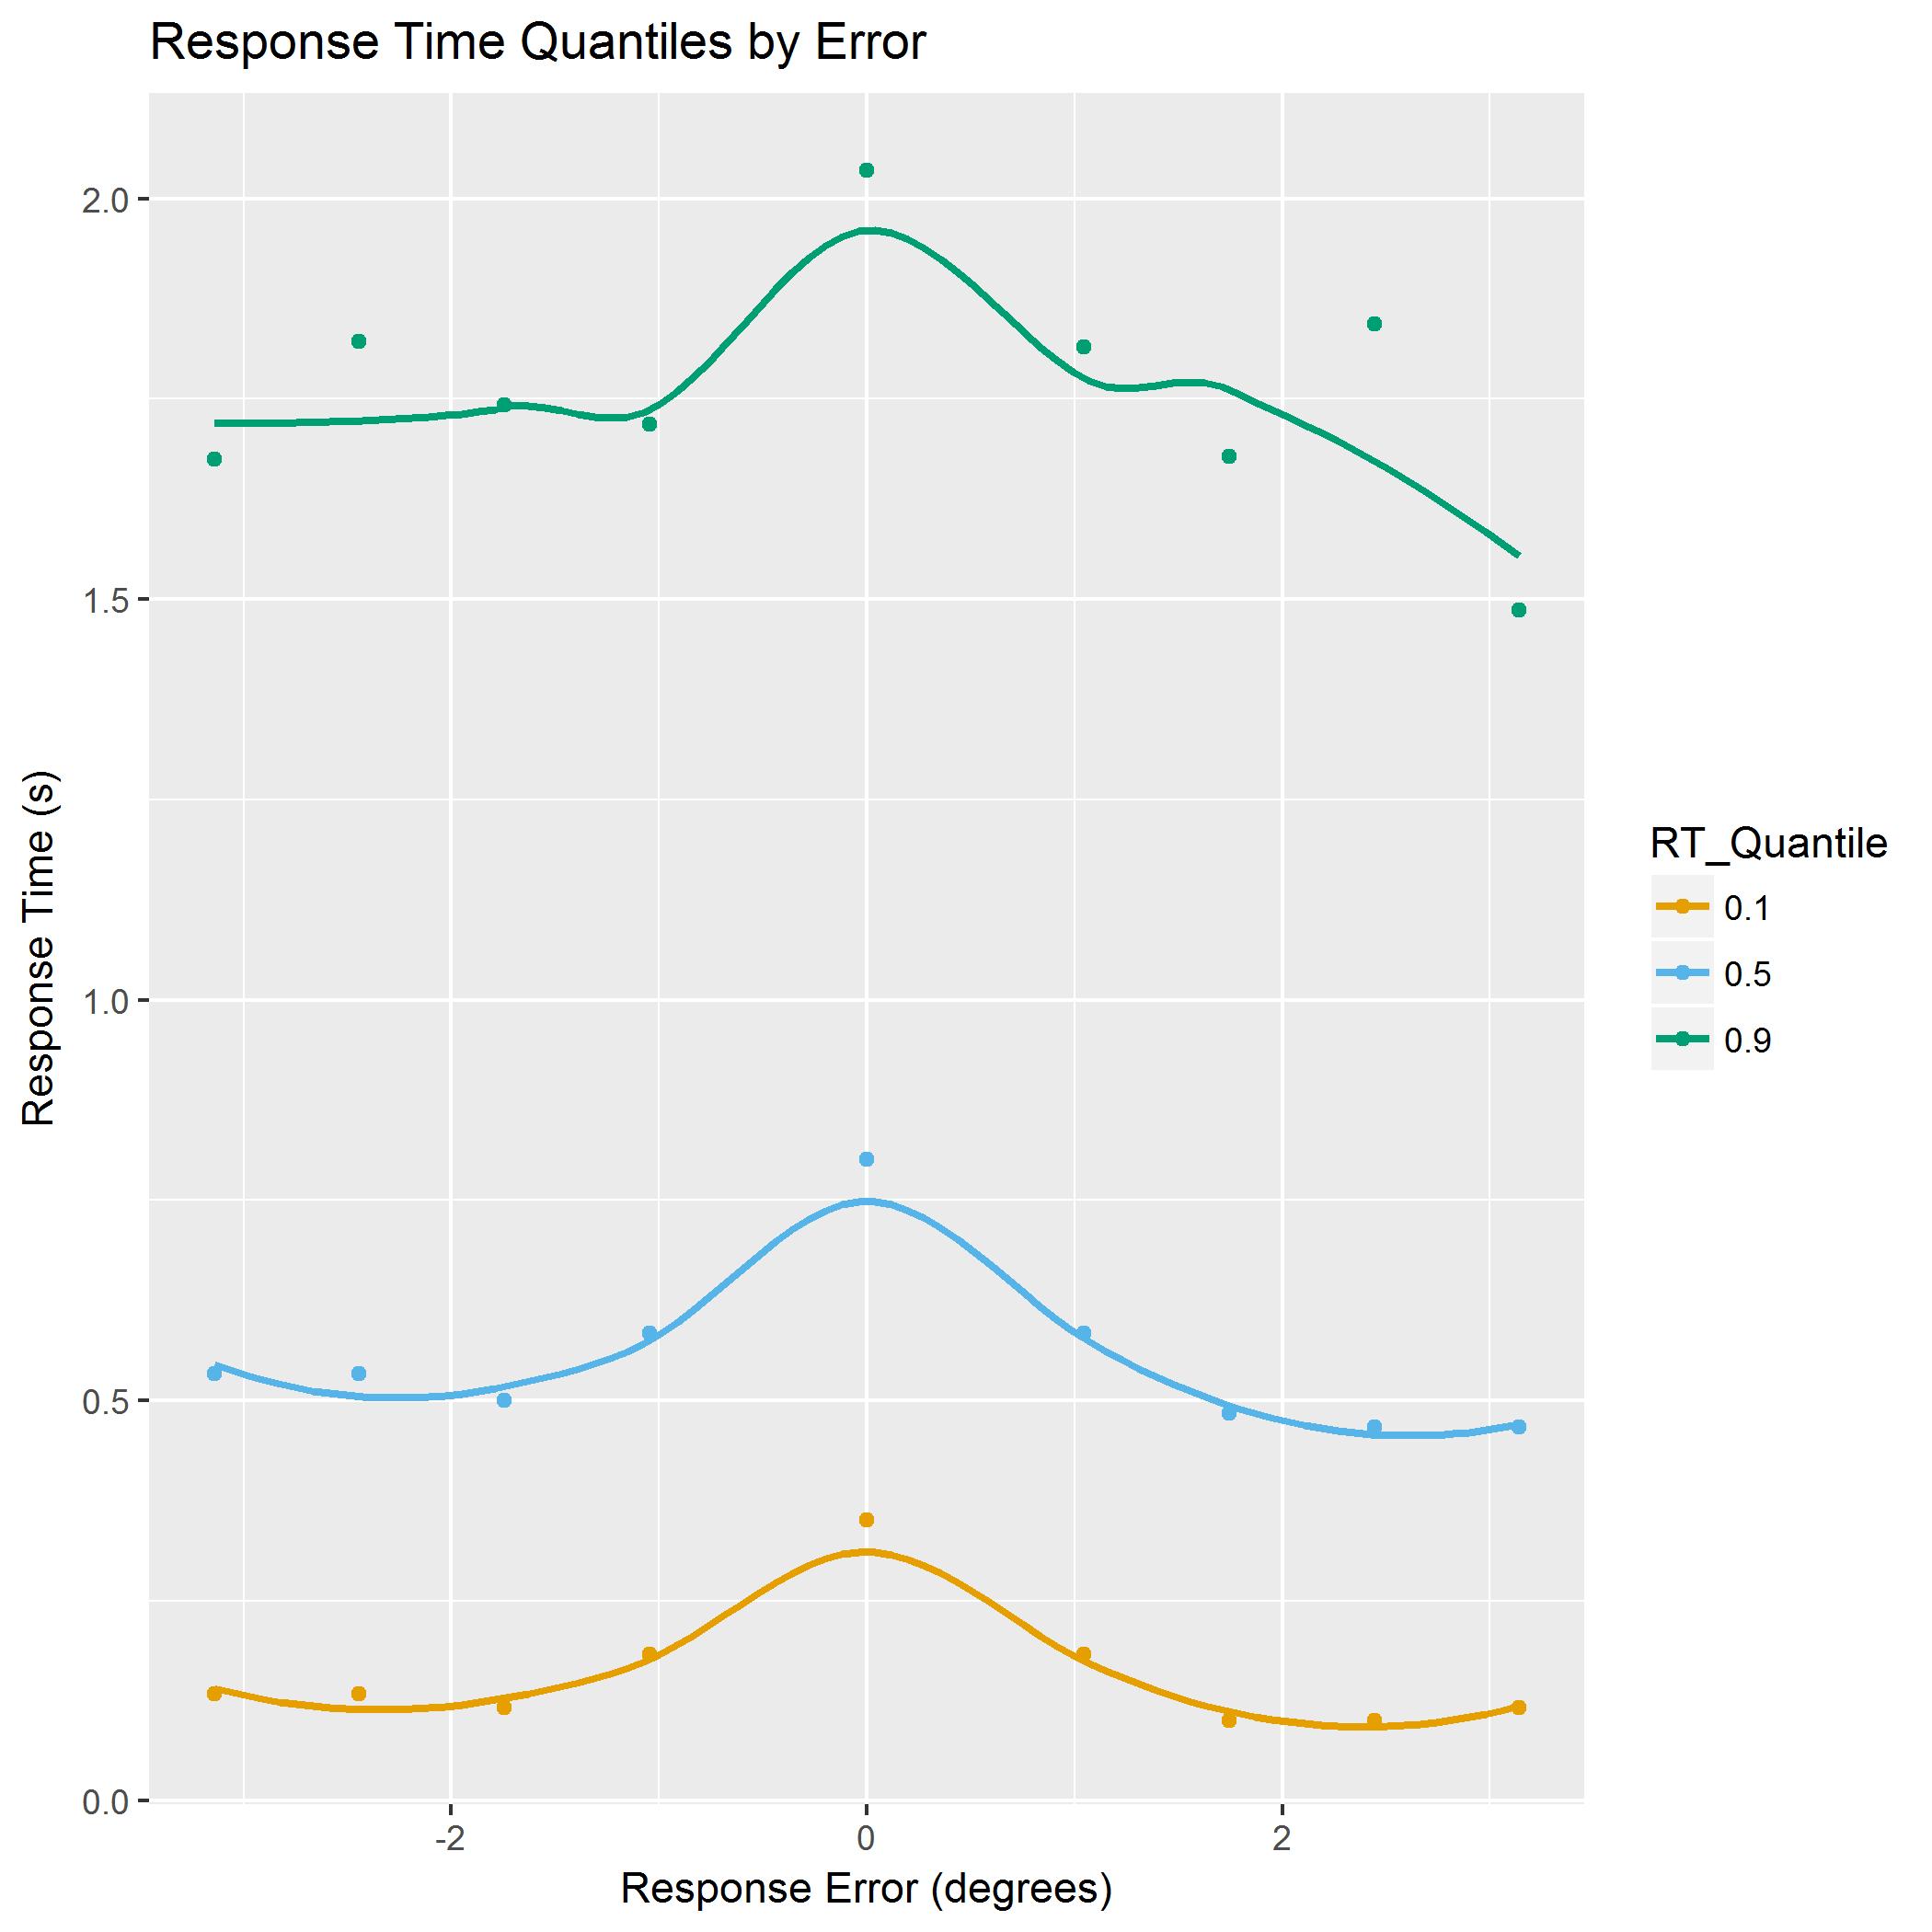 Response Time Quantiles by Error
2.0
1.5
1.0
0.5
0.0
-2 0 2
Response Error (degrees)
Response Time (s)
RT_Quantile
0.1
0.5
0.9